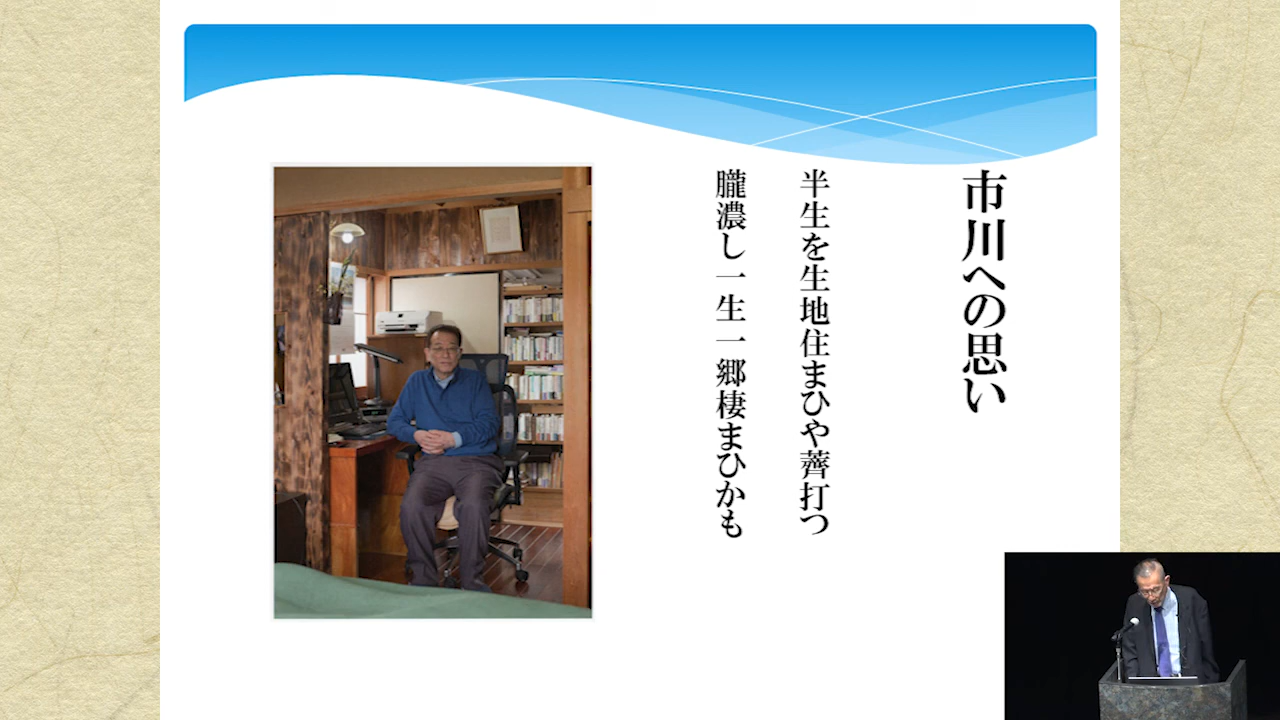 市川への思い
半生を生地住まひや薺打つ
朧濃し一生一郷棲まひかも